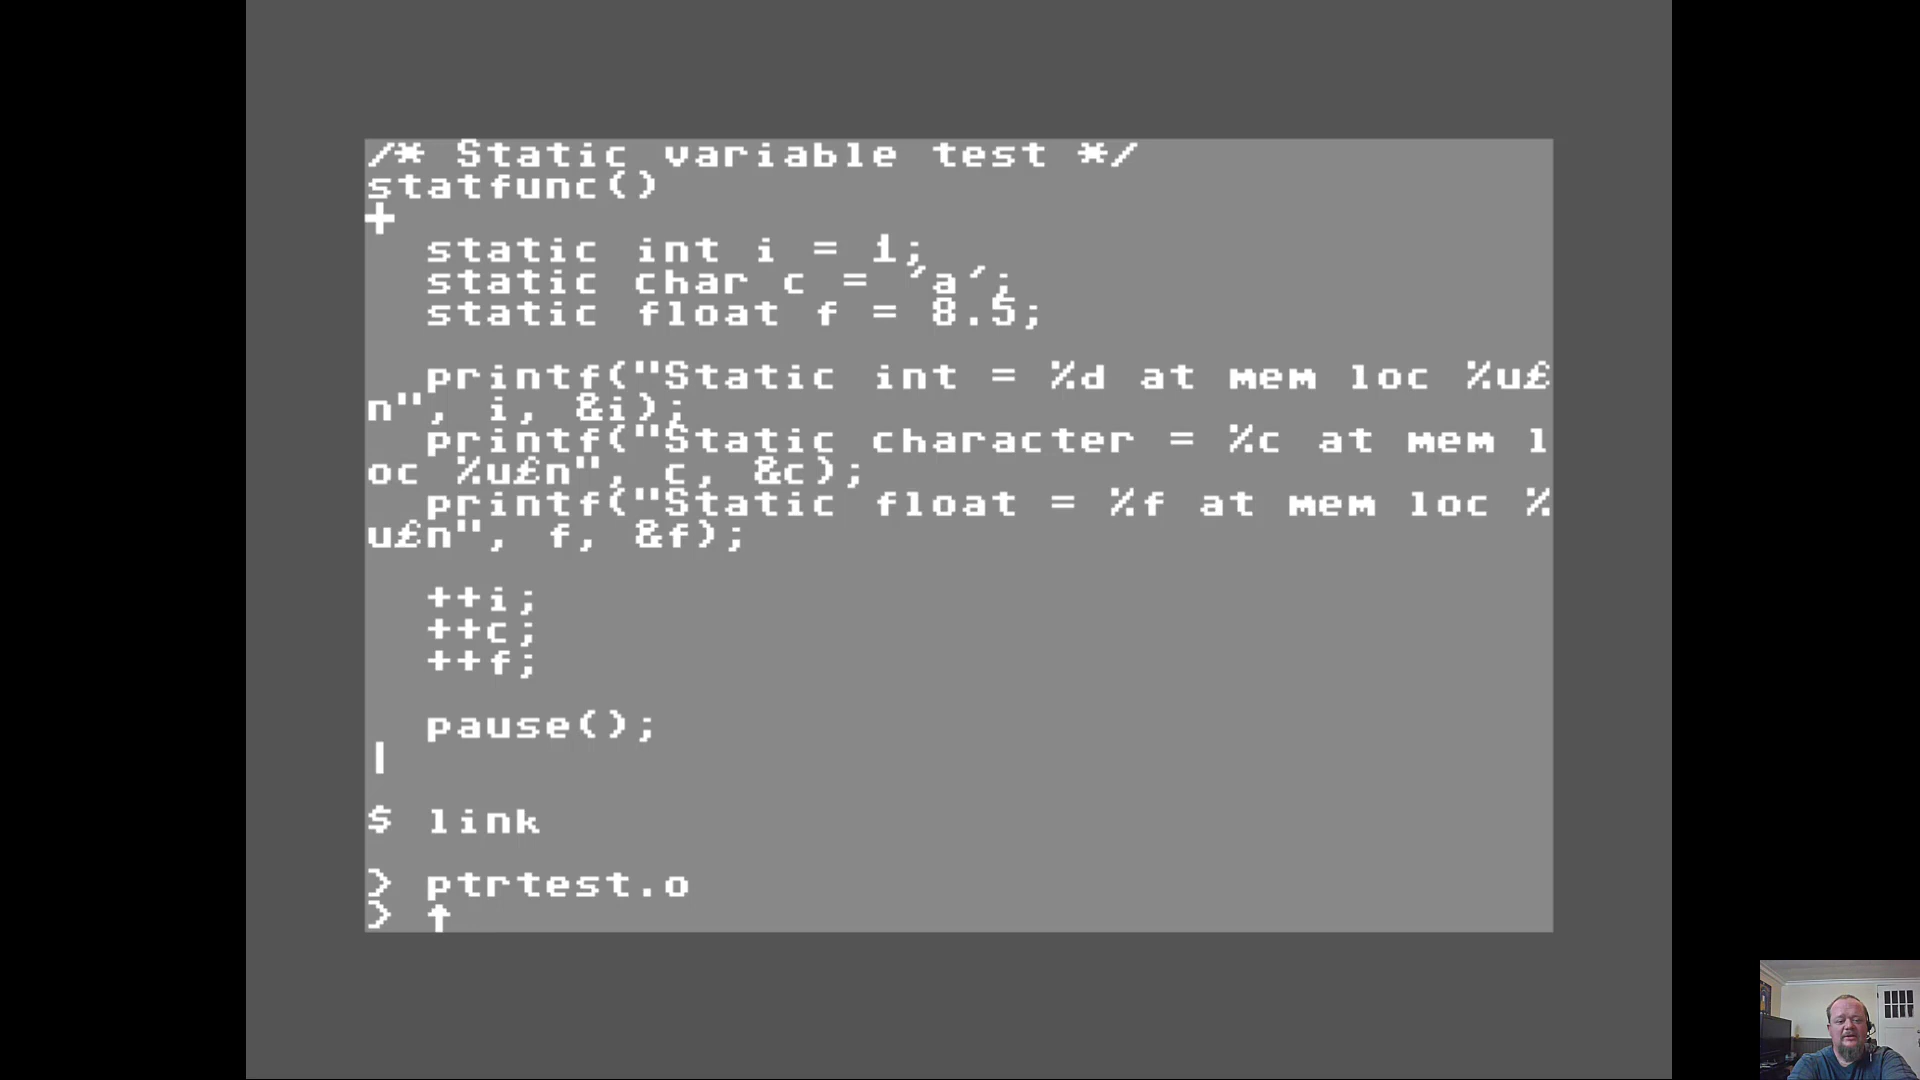 /* Static variable test */
statfunc()
+
static int i = 1;
static char c = 'a';
static float f = 8.5;
printf("Static int = %d at mem loc %u£
n", i, &i);
printf("Static character = %c at mem l
oc %u£n", c, &c);
printf("Static float = %f at mem loc %
u£n", f, &f);
++i;
++c;
++f;
pause();
|
$ link
> ptrtest.o
> ↑